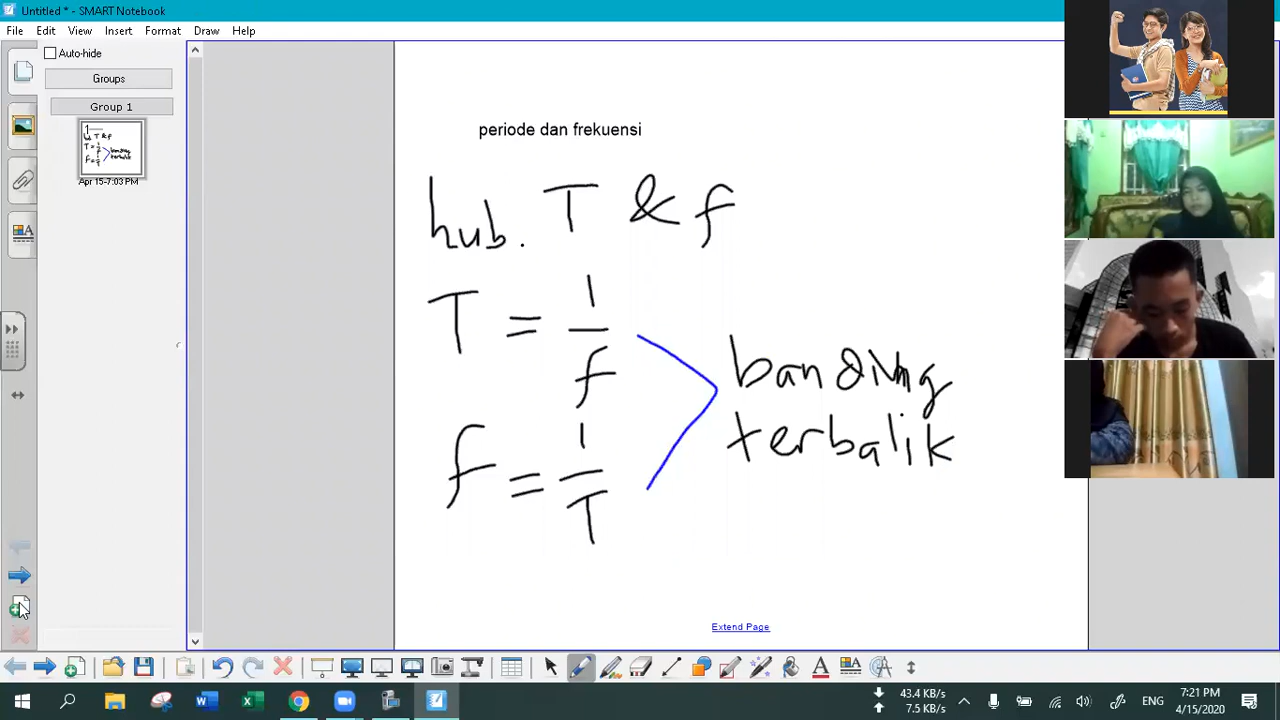 Untitled * - SMART Notebook
File Edit View Insert Format Draw Help
Auto-hide
Groups
Group 1
Apr 15-7:03 PM
periode dan frekuensi
hub. T & f
T = 1/f
f = 1/T
banding
terbalik
Extend Page
43.4 KB/s
7.5 KB/s
ENG
7:21 PM
4/15/2020